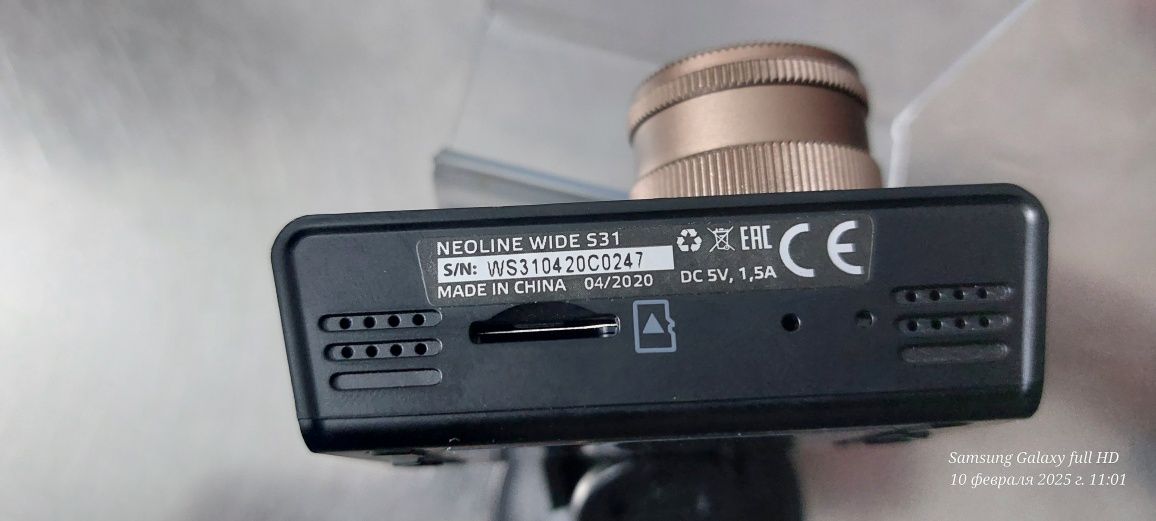 NEOLINE WIDE S31
S/N: WS310420C0247
MADE IN CHINA 04/2020
EAC CE
DC 5V, 1,5A
Samsung Galaxy full HD
10 февраля 2025 г. 11:01